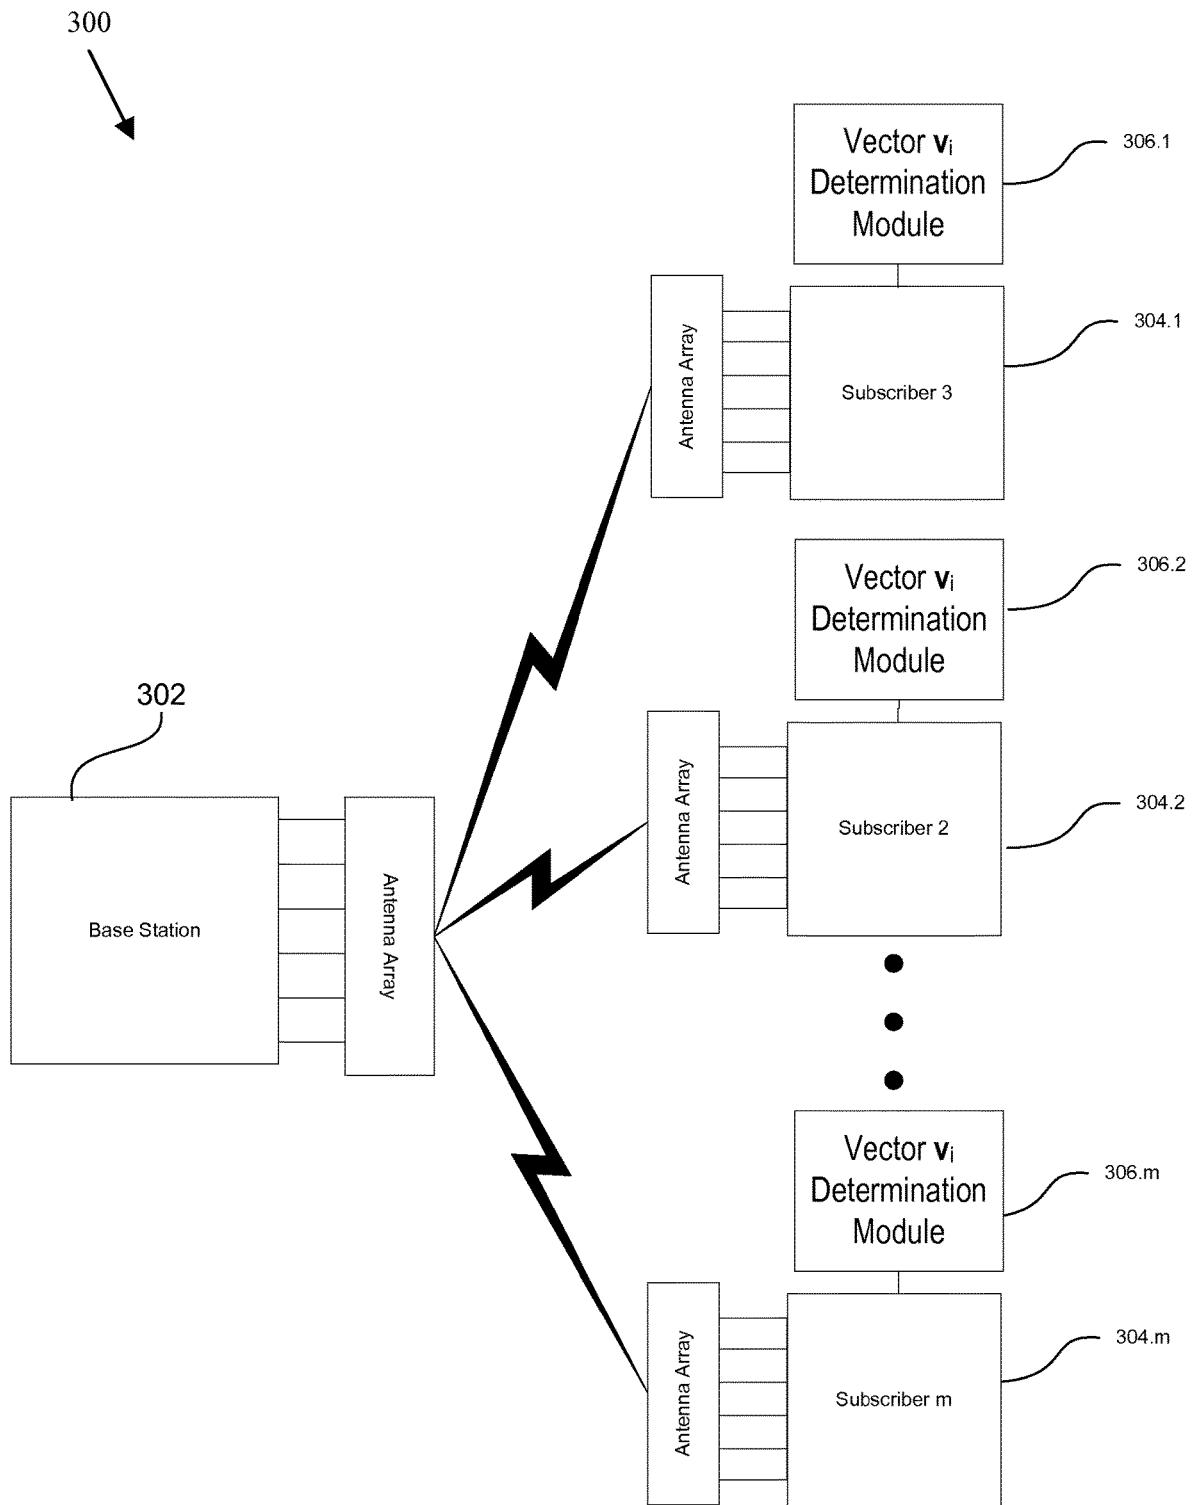 300
Vector vi
Determination
Module
306.1
Antenna Array
Subscriber 3
304.1
Vector vi
Determination
Module
306.2
302
Antenna Array
Subscriber 2
304.2
Base Station
Antenna Array
Vector vi
Determination
Module
306.m
Antenna Array
Subscriber m
304.m